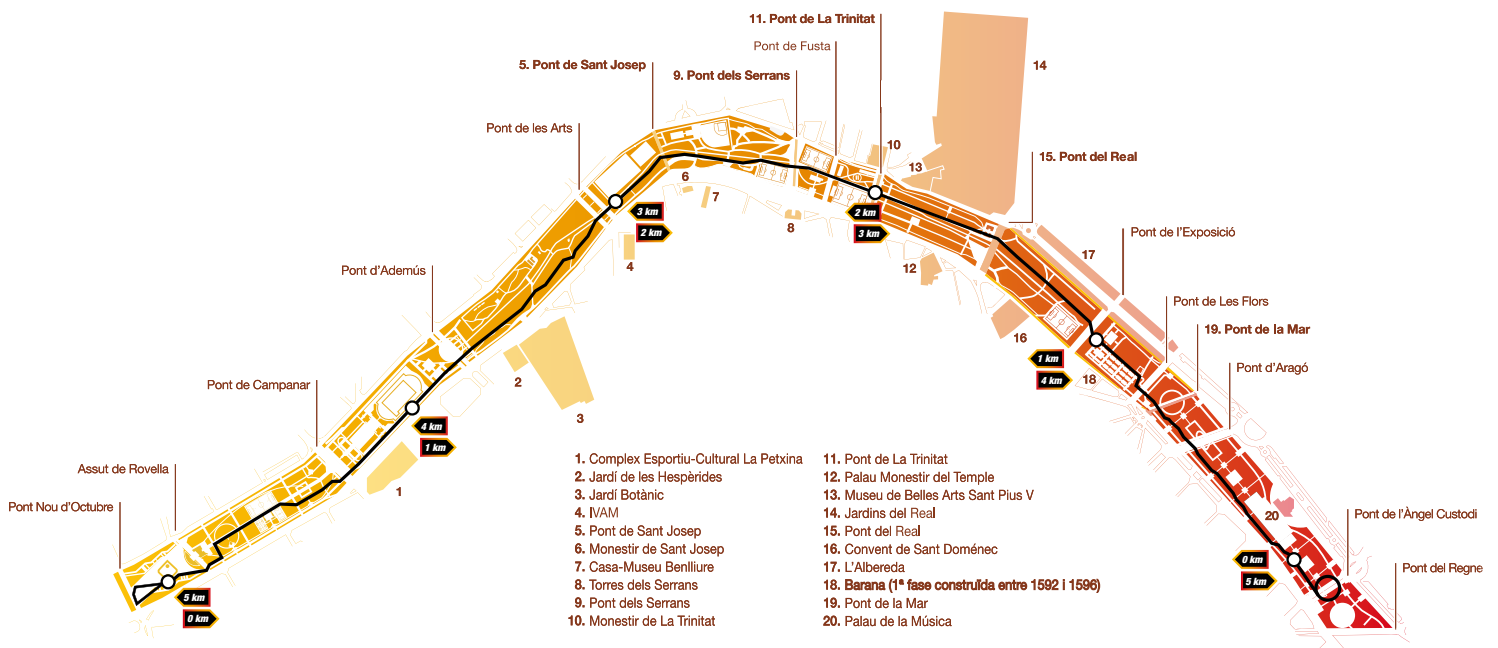 11. Pont de La Trinitat
Pont de Fusta
14
5. Pont de Sant Josep
9. Pont dels Serrans
Pont de les Arts
10
15. Pont del Real
13
6
7
3 km
2 km
2 km
3 km
8
Pont de l'Exposició
17
4
12
Pont d'Ademús
Pont de Les Flors
16
19. Pont de la Mar
1 km
4 km
18
Pont d'Aragó
2
Pont de Campanar
3
4 km
1 km
1
Assut de Rovella
Pont Nou d'Octubre
20
Pont de l'Àngel Custodi
0 km
5 km
Pont del Regne
5 km
0 km
1. Complex Esportiu-Cultural La Petxina
2. Jardí de les Hespèrides
3. Jardí Botànic
4. IVAM
5. Pont de Sant Josep
6. Monestir de Sant Josep
7. Casa-Museu Benlliure
8. Torres dels Serrans
9. Pont dels Serrans
10. Monestir de La Trinitat
11. Pont de La Trinitat
12. Palau Monestir del Temple
13. Museu de Belles Arts Sant Pius V
14. Jardins del Real
15. Pont del Real
16. Convent de Sant Doménec
17. L'Albereda
18. Barana (1ª fase construïda entre 1592 i 1596)
19. Pont de la Mar
20. Palau de la Música